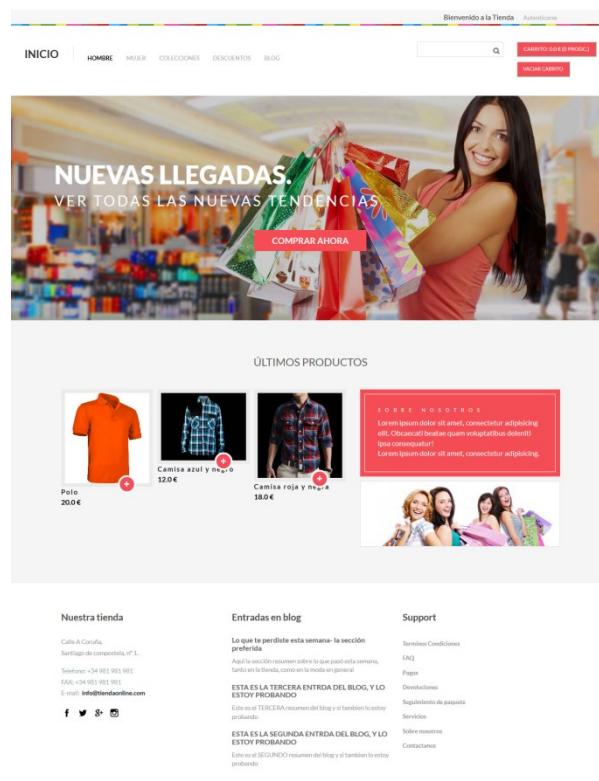 Bienvenido a la Tienda Autenticarse
INICIO HOMBRE MUJER COLECCIONES DESCUENTOS BLOG
CARRITO: 0.0 € (0 PRODC.)
VACIAR CARRITO
NUEVAS LLEGADAS.
VER TODAS LAS NUEVAS TENDENCIAS
COMPRAR AHORA
ÚLTIMOS PRODUCTOS
Polo
20.0 €
Camisa azul y negro
12.0 €
Camisa roja y negra
18.0 €
SOBRE NOSOTROS
Lorem ipsum dolor sit amet, consectetur adipisicing
elit. Obcaecati beatae quam voluptatibus deleniti
ipsa consequatur!
Lorem ipsum dolor sit amet, consectetur adipisicing.
Nuestra tienda
Calle A Coruña,
Santiago de compostela, nº 1.
Telefono: +34 981 981 981
FAX: +34 981 981 981
E-mail: info@tiendaonline.com
Entradas en blog
Lo que te perdiste esta semana- la sección
preferida
Aquí la sección resumen sobre lo que pasó esta semana,
tanto en la tienda, como en la moda en general
ESTA ES LA TERCERA ENTRDA DEL BLOG, Y LO
ESTOY PROBANDO
Este es el TERCERA resumen del blog y si tambien lo estoy
probando
ESTA ES LA SEGUNDA ENTRDA DEL BLOG, Y LO
ESTOY PROBANDO
Este es el SEGUNDO resumen del blog y si tambien lo estoy
probando
Support
Terminos Condiciones
FAQ
Pagos
Devoluciones
Seguimiento de paquete
Servicios
Sobre nosotros
Contactanos